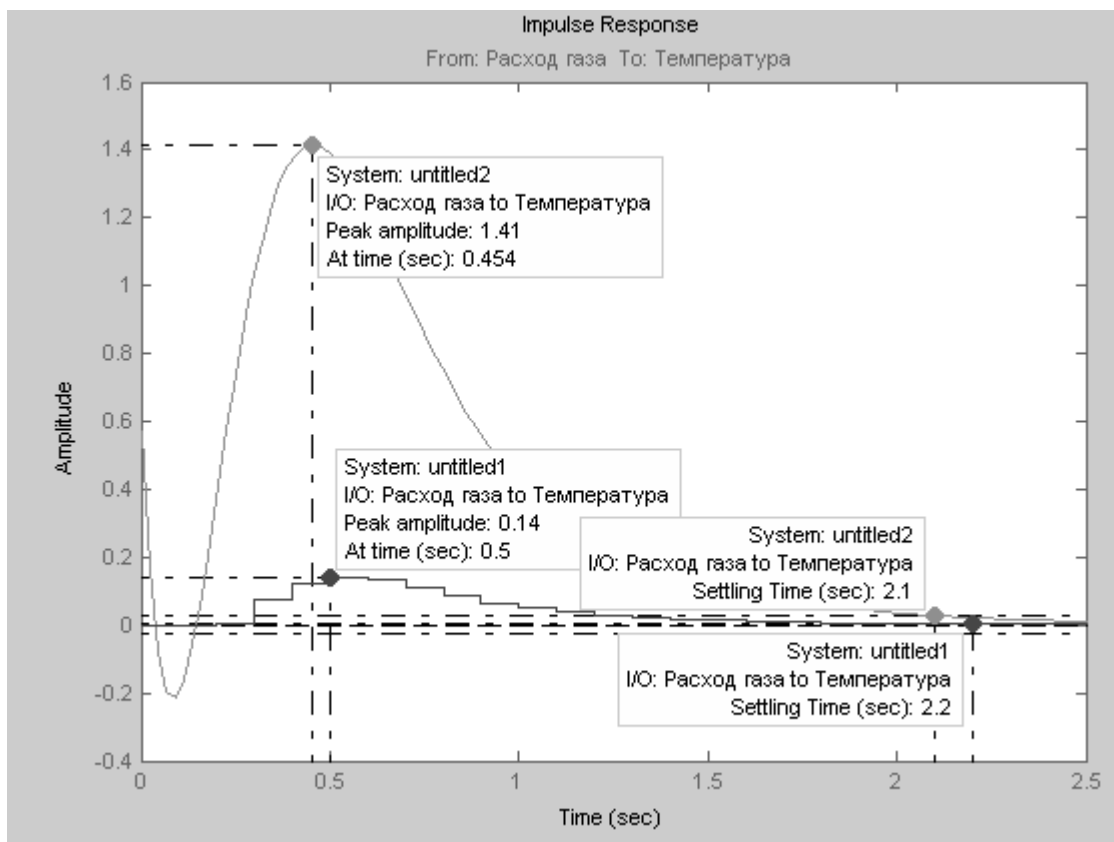 Impulse Response
From: Расход газа To: Температура
1.6
1.4
1.2
1
0.8
0.6
0.4
0.2
0
-0.2
-0.4
Amplitude
System: untitled2
I/O: Расход газа to Температура
Peak amplitude: 1.41
At time (sec): 0.454
System: untitled1
I/O: Расход газа to Температура
Peak amplitude: 0.14
At time (sec): 0.5
System: untitled2
I/O: Расход газа to Температура
Settling Time (sec): 2.1
System: untitled1
I/O: Расход газа to Температура
Settling Time (sec): 2.2
0 0.5 1 1.5 2 2.5
Time (sec)